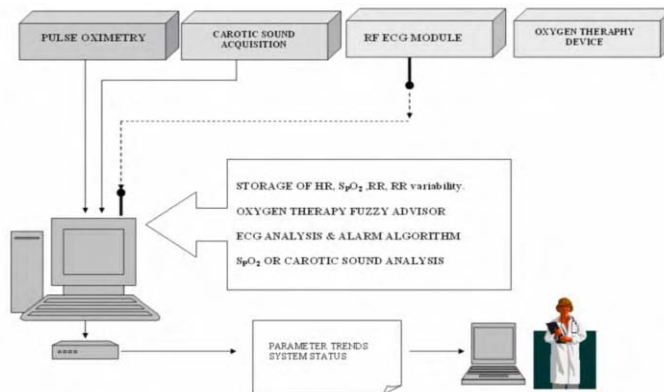 PULSE OXIMETRY
CAROTIC SOUND
ACQUISITION
RF ECG MODULE
OXYGEN THERAPHY
DEVICE
STORAGE OF HR, SpO₂ ,RR, RR variability.
OXYGEN THERAPY FUZZY ADVISOR
ECG ANALYSIS & ALARM ALGORITHM
SpO₂ OR CAROTIC SOUND ANALYSIS
PARAMETER TRENDS
SYSTEM STATUS